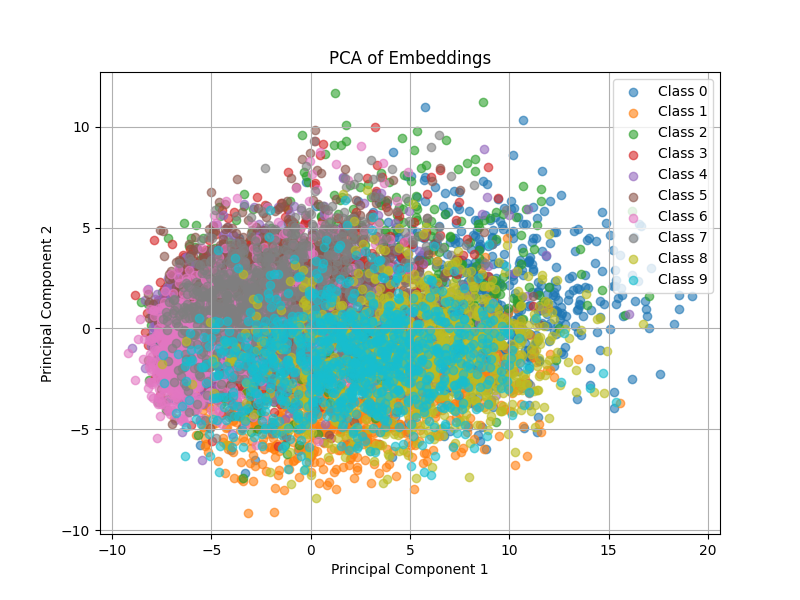 PCA of Embeddings
Class 0
Class 1
Class 2
Class 3
Class 4
Class 5
Class 6
Class 7
Class 8
Class 9
10
5
0
−5
−10
Principal Component 2
−10 −5 0 5 10 15 20
Principal Component 1